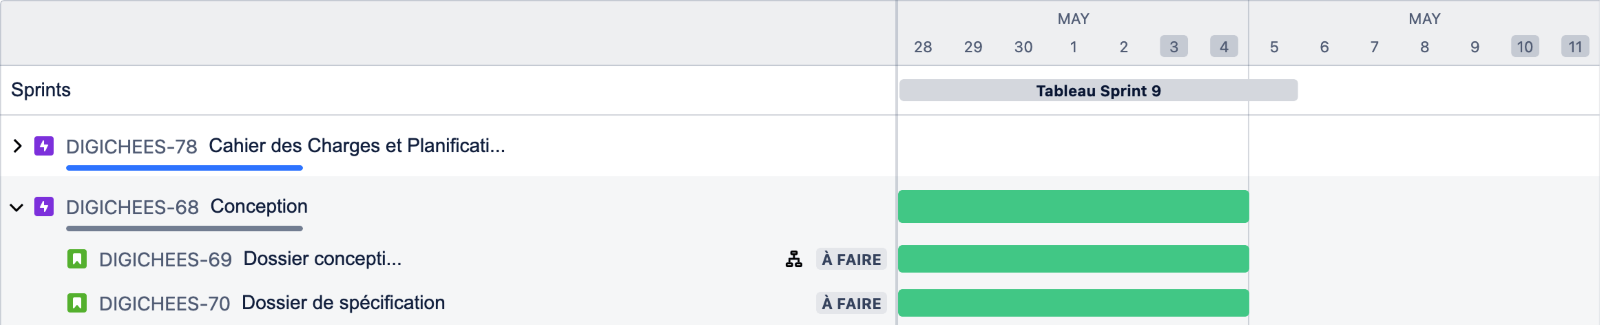 MAY MAY
28 29 30 1 2 3 4 5 6 7 8 9 10 11
Sprints Tableau Sprint 9
DIGICHEES-78 Cahier des Charges et Planificati...
DIGICHEES-68 Conception
DIGICHEES-69 Dossier concepti... À FAIRE
DIGICHEES-70 Dossier de spécification À FAIRE